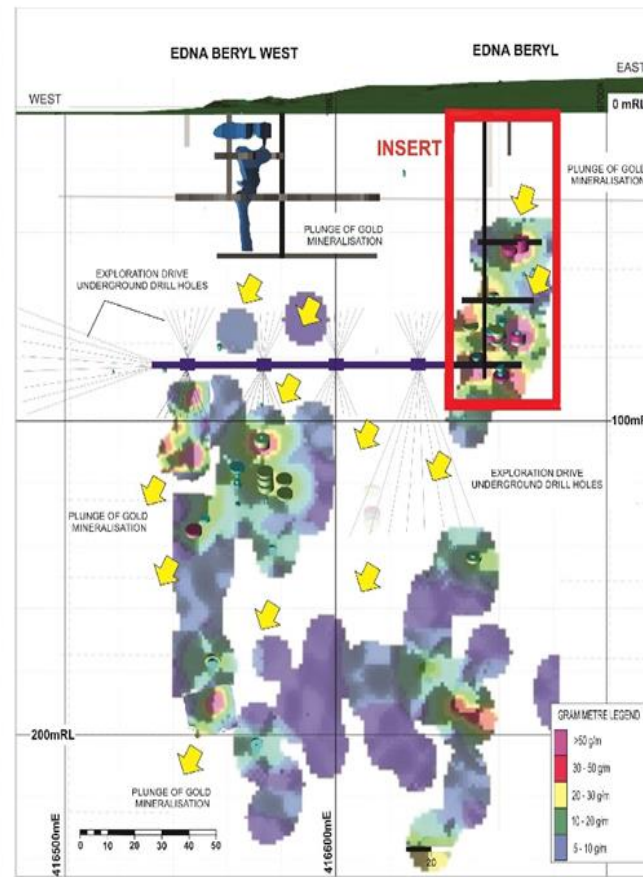 EDNA BERYL WEST
EDNA BERYL
WEST
EAST
0 mRL
INSERT
PLUNGE OF GOLD
MINERALISATION
PLUNGE OF GOLD
MINERALISATION
EXPLORATION DRIVE
UNDERGROUND DRILL HOLES
100mR
EXPLORATION DRIVE
UNDERGROUND DRILL HOLES
PLUNGE OF GOLD
MINERALISATION
200mRL
PLUNGE OF GOLD
MINERALISATION
0 10 20 30 40 50
416500mE
416600mE
20
GRAM METRE LEGEND
>50 g/m
30 - 50 g/m
20 - 30 g/m
10 - 20 g/m
5 - 10 g/m